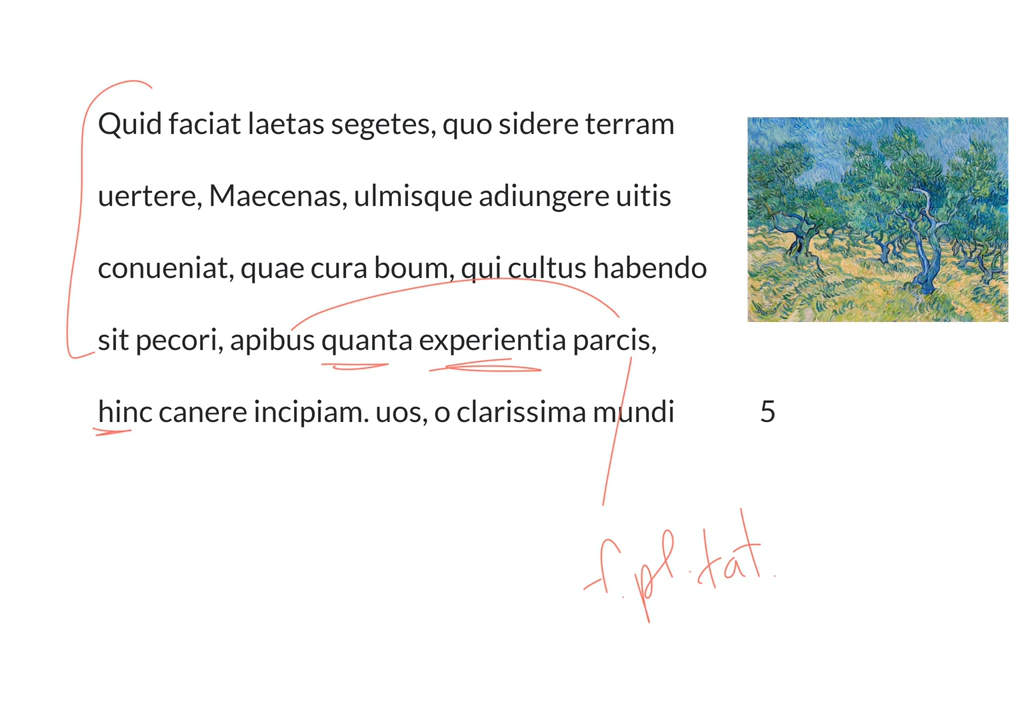 Quid faciat laetas segetes, quo sidere terram
uertere, Maecenas, ulmisque adiungere uitis
conueniat, quae cura boum, qui cultus habendo
sit pecori, apibus quanta experientia parcis,
hinc canere incipiam. uos, o clarissima mundi 5
f. pl. tat.